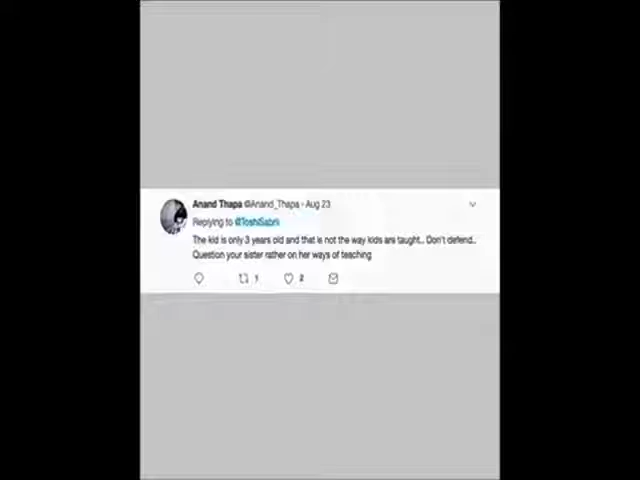 Anand Thapa @Anand_Thapa - Aug 23
Replying to @ToshiSabri
The kid is only 3 years old and that is not the way kids are taught.. Don't defend..
Question your sister rather on her ways of teaching
1 2